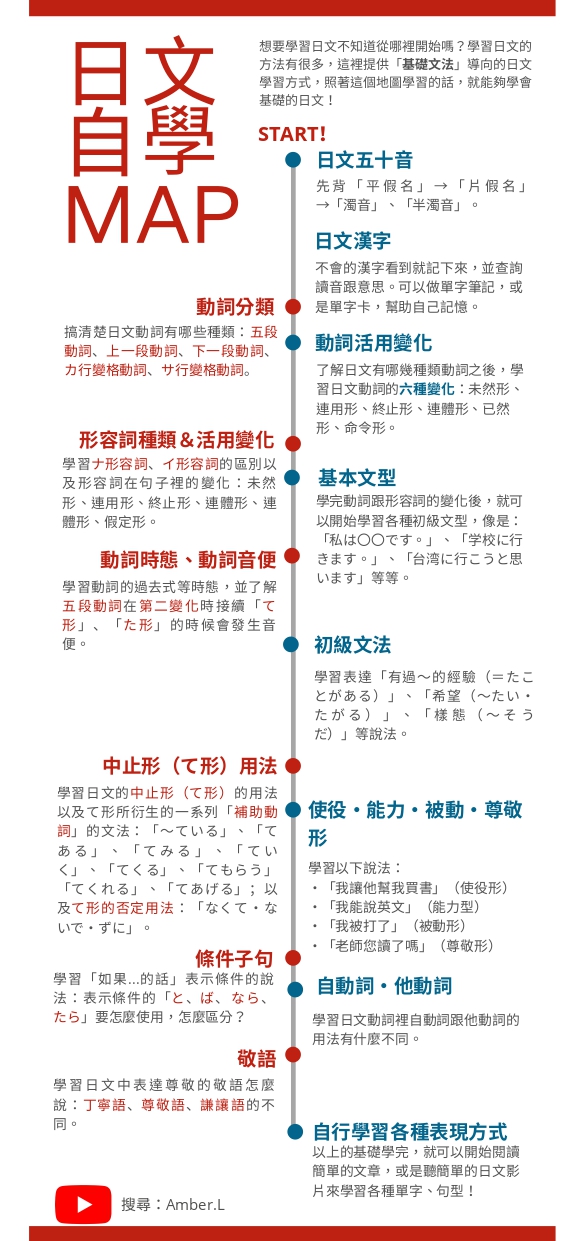 日文
自學
MAP
想要學習日文不知道從哪裡開始嗎？學習日文的
方法有很多，這裡提供「基礎文法」導向的日文
學習方式，照著這個地圖學習的話，就能夠學會
基礎的日文！
START!
日文五十音
先背「平假名」→「片假名」
→「濁音」、「半濁音」。
日文漢字
不會的漢字看到就記下來，並查詢
讀音跟意思。可以做單字筆記，或
是單字卡，幫助自己記憶。
動詞分類
搞清楚日文動詞有哪些種類：五段
動詞、上一段動詞、下一段動詞、
カ行變格動詞、サ行變格動詞。
動詞活用變化
了解日文有哪幾種類動詞之後，學
習日文動詞的六種變化：未然形、
連用形、終止形、連體形、已然
形、命令形。
形容詞種類＆活用變化
學習ナ形容詞、イ形容詞的區別以
及形容詞在句子裡的變化：未然
形、連用形、終止形、連體形、連
體形、假定形。
基本文型
學完動詞跟形容詞的變化後，就可
以開始學習各種初級文型，像是：
「私は〇〇です。」、「学校に行
きます。」、「台湾に行こうと思
います」等等。
動詞時態、動詞音便
學習動詞的過去式等時態，並了解
五段動詞在第二變化時接續「て
形」、「た形」的時候會發生音
便。
初級文法
學習表達「有過～的經驗（＝たこ
とがある）」、「希望（～たい・
たがる）」、「樣態（～そう
だ）」等說法。
中止形（て形）用法
學習日文的中止形（て形）的用法
以及て形所衍生的一系列「補助動
詞」的文法：「～ている」、「て
ある」、「てみる」、「てい
く」、「てくる」、「てもらう」
「てくれる」、「てあげる」；以
及て形的否定用法：「なくて・な
いで・ずに」。
使役・能力・被動・尊敬
形
學習以下說法：
・「我讓他幫我買書」（使役形）
・「我能說英文」（能力型）
・「我被打了」（被動形）
・「老師您讀了嗎」（尊敬形）
條件子句
學習「如果...的話」表示條件的說
法：表示條件的「と、ば、なら、
たら」要怎麼使用，怎麼區分？
自動詞・他動詞
學習日文動詞裡自動詞跟他動詞的
用法有什麼不同。
敬語
學習日文中表達尊敬的敬語怎麼
說：丁寧語、尊敬語、謙讓語的不
同。
自行學習各種表現方式
以上的基礎學完，就可以開始閱讀
簡單的文章，或是聽簡單的日文影
片來學習各種單字、句型！
搜尋：Amber.L